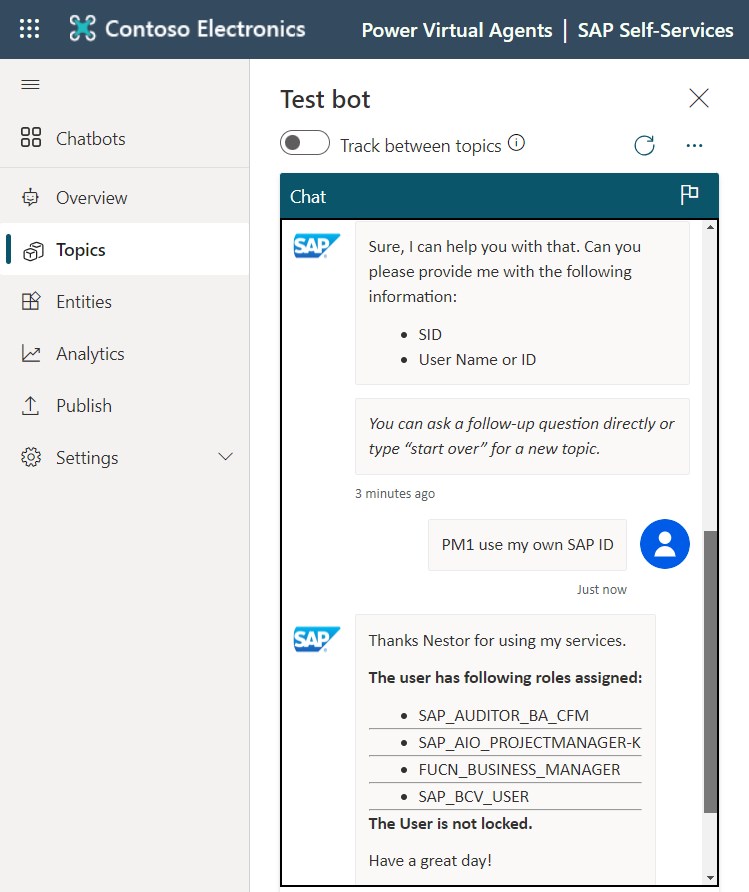 Contoso Electronics
Power Virtual Agents | SAP Self-Services
Chatbots
Overview
Topics
Entities
Analytics
Publish
Settings
Test bot
Track between topics
Chat
SAP
Sure, I can help you with that. Can you
please provide me with the following
information:
• SID
• User Name or ID
You can ask a follow-up question directly or
type “start over” for a new topic.
3 minutes ago
PM1 use my own SAP ID
Just now
SAP
Thanks Nestor for using my services.
The user has following roles assigned:
• SAP_AUDITOR_BA_CFM
• SAP_AIO_PROJECTMANAGER-K
• FUCN_BUSINESS_MANAGER
• SAP_BCV_USER
The User is not locked.
Have a great day!